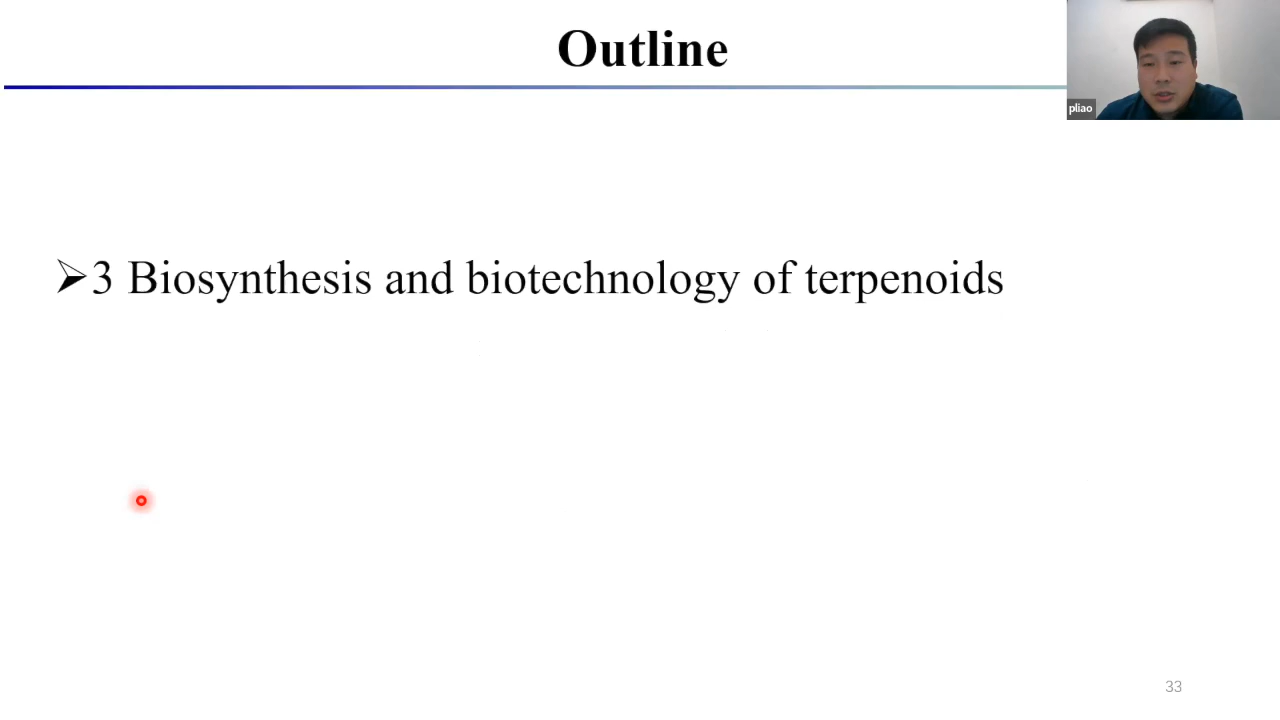 Outline
pliao
➢3 Biosynthesis and biotechnology of terpenoids
33